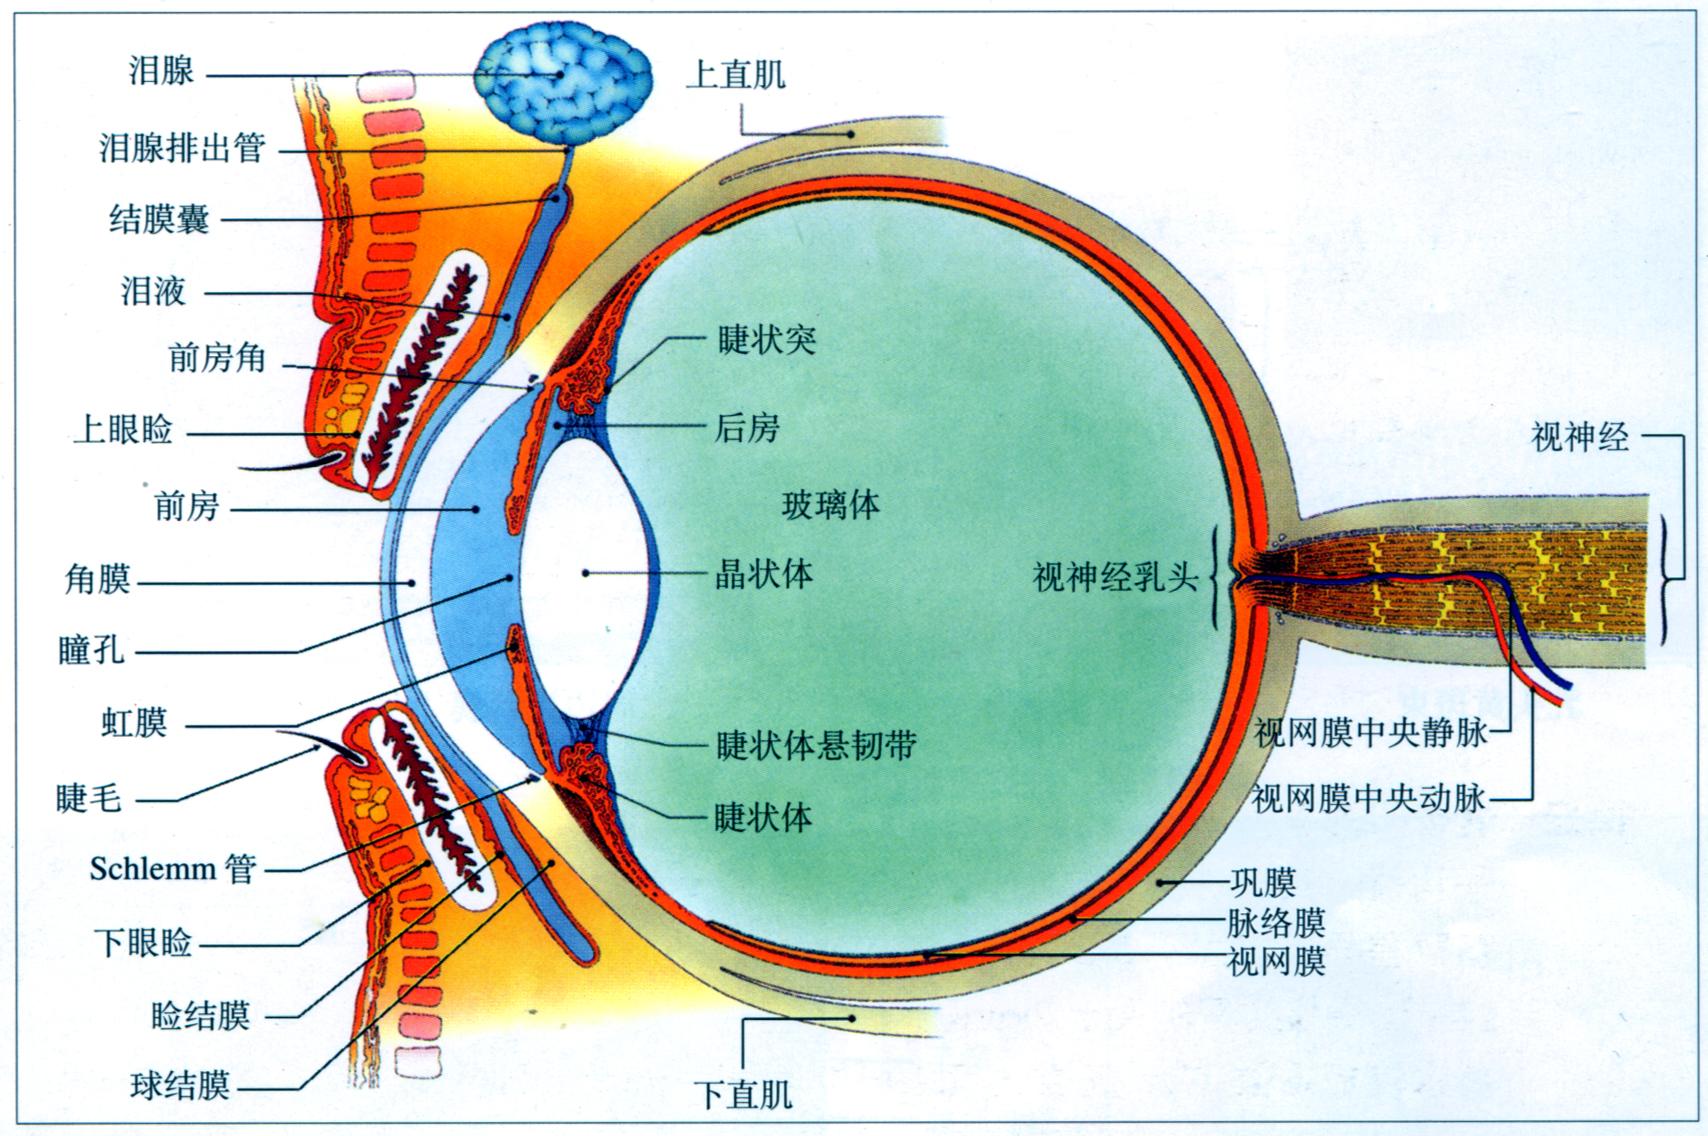 泪腺
泪腺排出管
结膜囊
泪液
前房角
上眼睑
前房
角膜
瞳孔
虹膜
睫毛
Schlemm 管
下眼睑
睑结膜
球结膜
上直肌
睫状突
后房
玻璃体
晶状体
视神经乳头
睫状体悬韧带
睫状体
下直肌
视神经
视网膜中央静脉
视网膜中央动脉
巩膜
脉络膜
视网膜